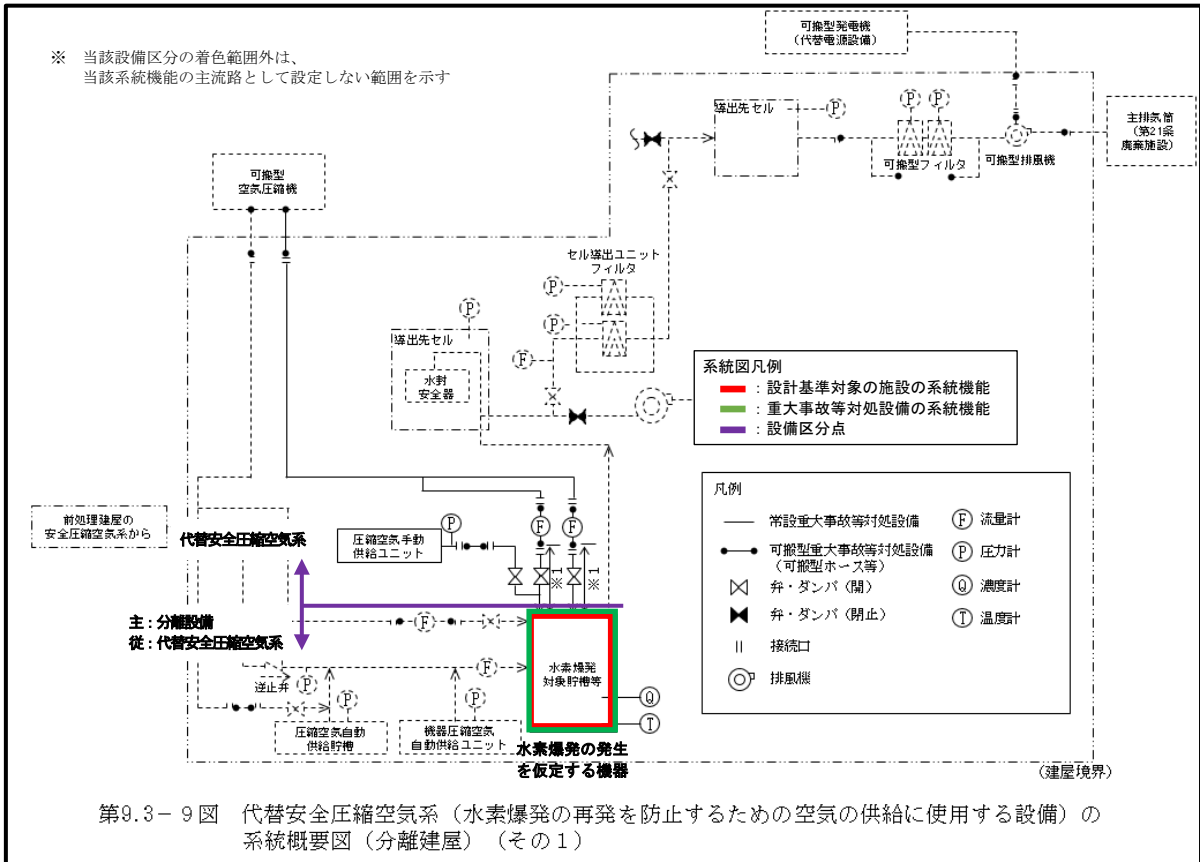 ※ 当該設備区分の着色範囲外は、
当該系統機能の主流路として設定しない範囲を示す
可搬型発電機
（代替電源設備）
導出先セル
P
P
P
可搬型フィルタ
可搬型排風機
主排気筒
（第21条
廃棄施設）
可搬型
空気圧縮機
セル導出ユニット
フィルタ
P
P
P
F
導出先セル
水封
安全器
系統図凡例
：設計基準対象の施設の系統機能
：重大事故等対処設備の系統機能
：設備区分点
凡例
常設重大事故等対処設備
可搬型重大事故等対処設備
（可搬型ホース等）
弁・ダンパ（開）
弁・ダンパ（閉止）
接続口
排風機
F 流量計
P 圧力計
Q 濃度計
T 温度計
前処理建屋の
安全圧縮空気系から
代替安全圧縮空気系
圧縮空気手動
供給ユニット
P
F
F
※1
※1
主：分離設備
従：代替安全圧縮空気系
F
F
逆止弁
P
P
P
圧縮空気自動
供給貯槽
機器圧縮空気
自動供給ユニット
水素爆発
対象貯槽等
Q
T
水素爆発の発生
を仮定する機器
（建屋境界）
第9.3－9図 代替安全圧縮空気系（水素爆発の再発を防止するための空気の供給に使用する設備）の
系統概要図（分離建屋）（その1）